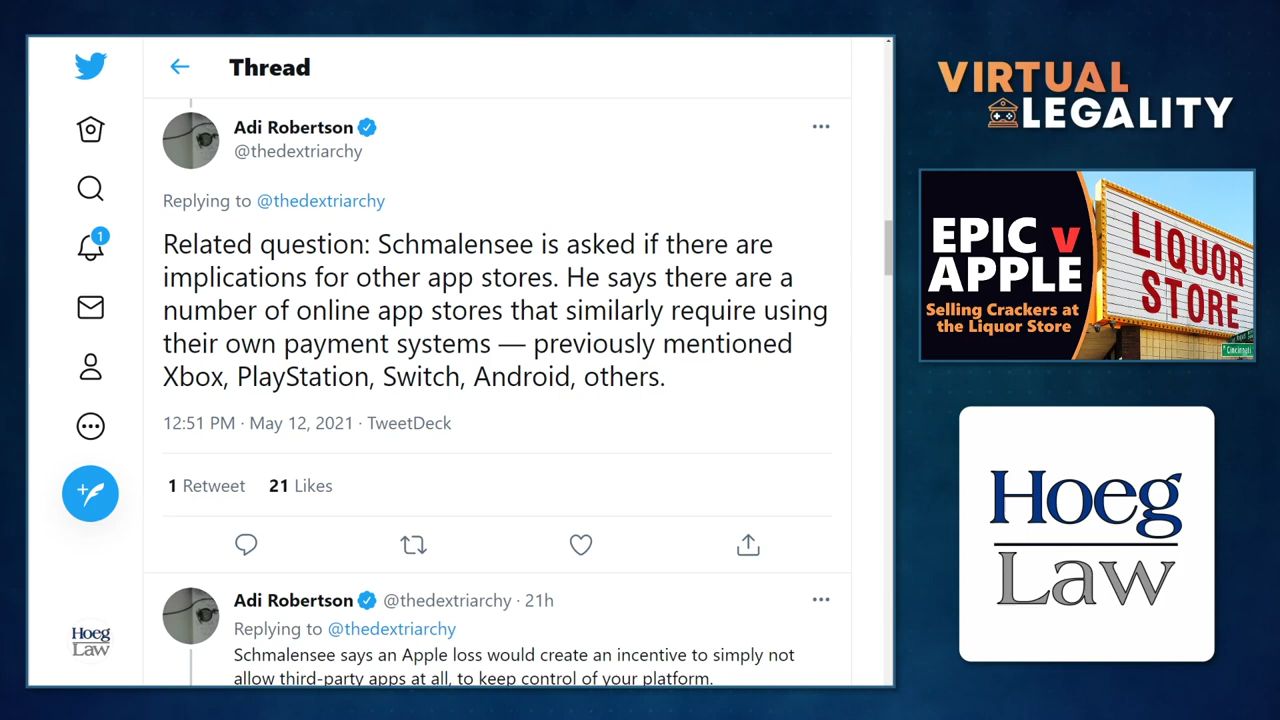 Thread
Adi Robertson
@thedextriarchy
Replying to @thedextriarchy
Related question: Schmalensee is asked if there are
implications for other app stores. He says there are a
number of online app stores that similarly require using
their own payment systems — previously mentioned
Xbox, PlayStation, Switch, Android, others.
12:51 PM · May 12, 2021 · TweetDeck
1 Retweet 21 Likes
Adi Robertson @thedextriarchy · 21h
Replying to @thedextriarchy
Schmalensee says an Apple loss would create an incentive to simply not
allow third-party apps at all, to keep control of your platform.
1
Hoeg
Law
VIRTUAL
LEGALITY
EPIC v
APPLE
Selling Crackers at
the Liquor Store
LIQUOR
STORE
Cincinnati
Hoeg
Law